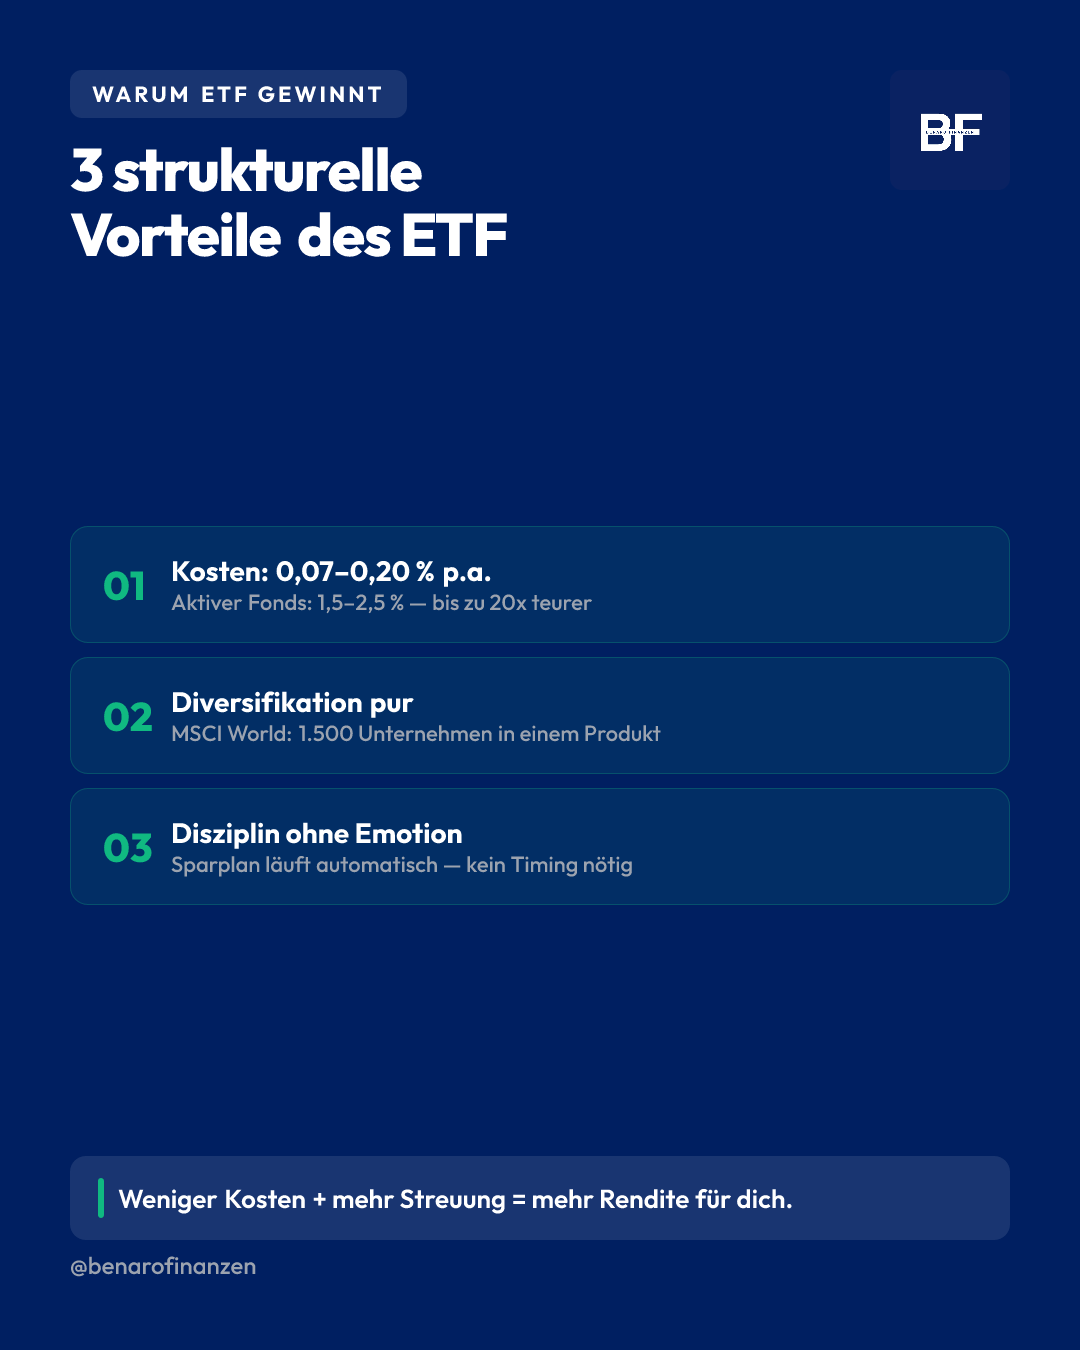 WARUM ETF GEWINNT
BF
3 strukturelle
Vorteile des ETF
01
Kosten: 0,07–0,20 % p.a.
Aktiver Fonds: 1,5–2,5 % — bis zu 20x teurer
02
Diversifikation pur
MSCI World: 1.500 Unternehmen in einem Produkt
03
Disziplin ohne Emotion
Sparplan läuft automatisch — kein Timing nötig
Weniger Kosten + mehr Streuung = mehr Rendite für dich.
@benarofinanzen